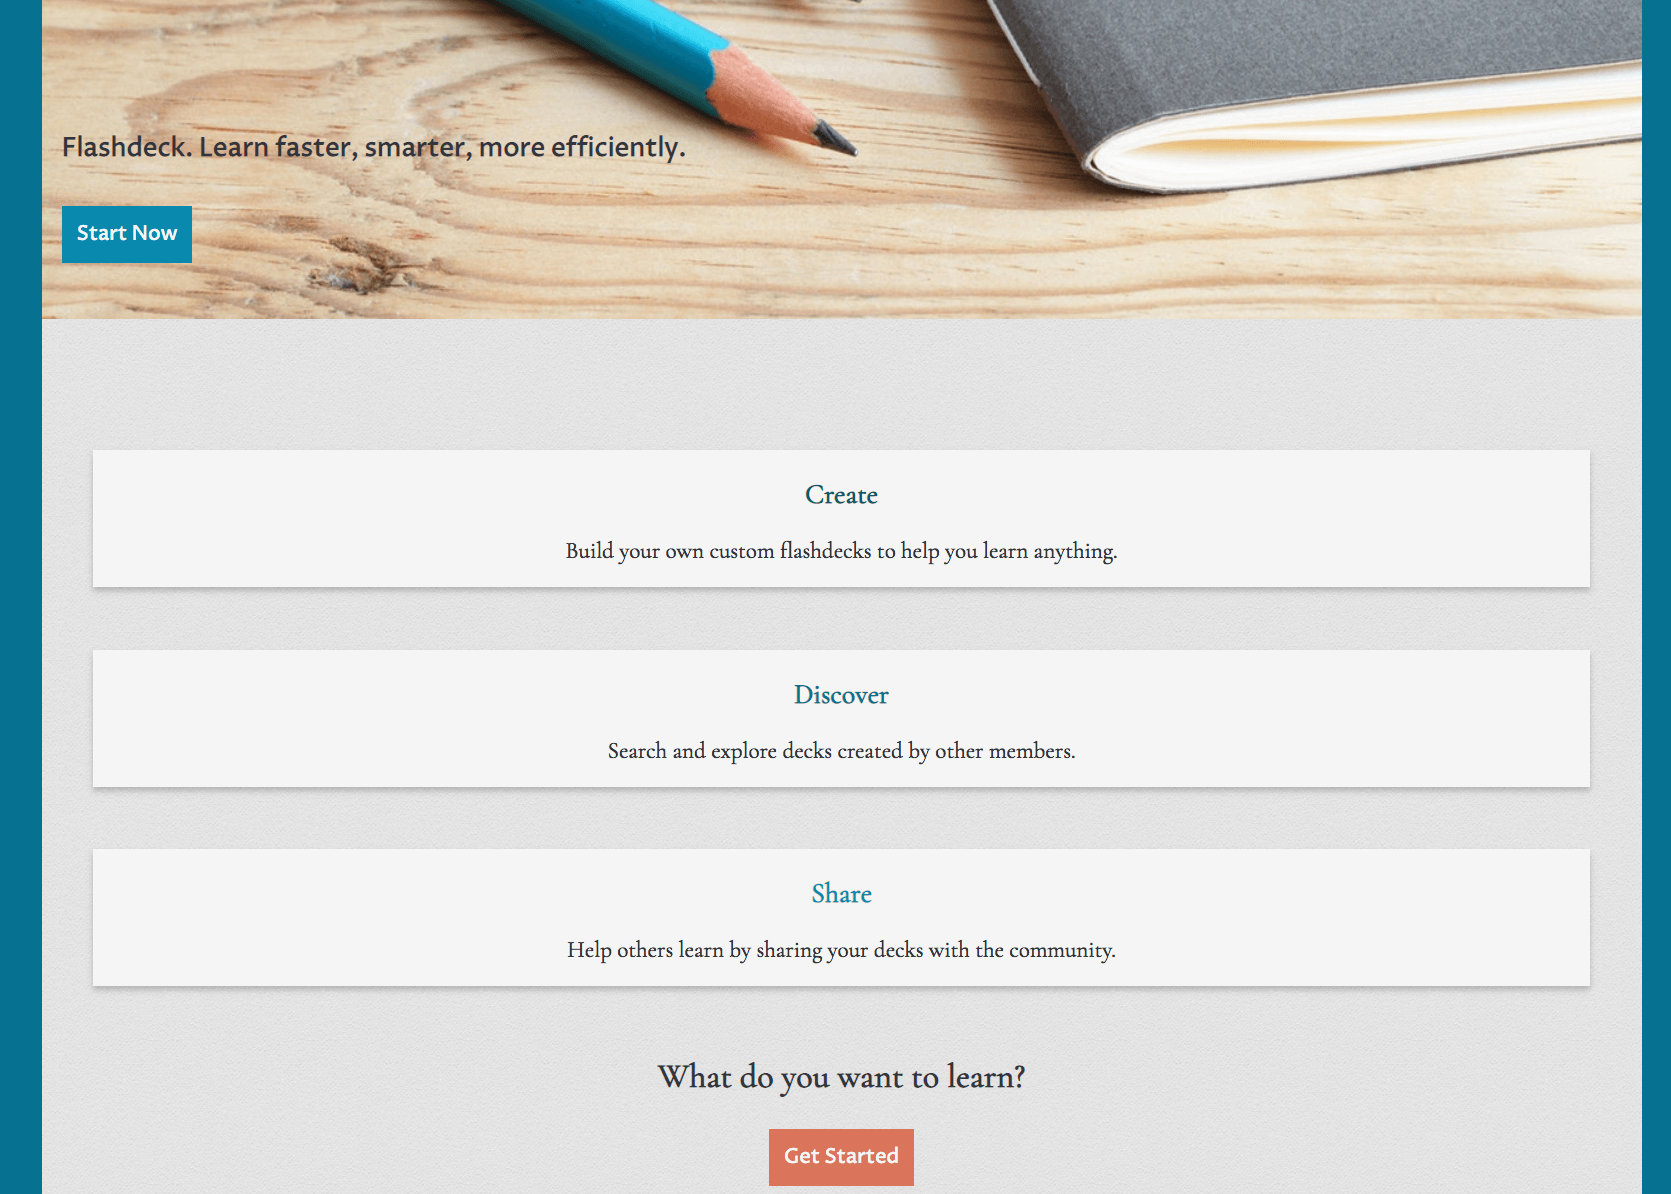 Flashdeck. Learn faster, smarter, more efficiently.
Start Now
Create
Build your own custom flashdecks to help you learn anything.
Discover
Search and explore decks created by other members.
Share
Help others learn by sharing your decks with the community.
What do you want to learn?
Get Started